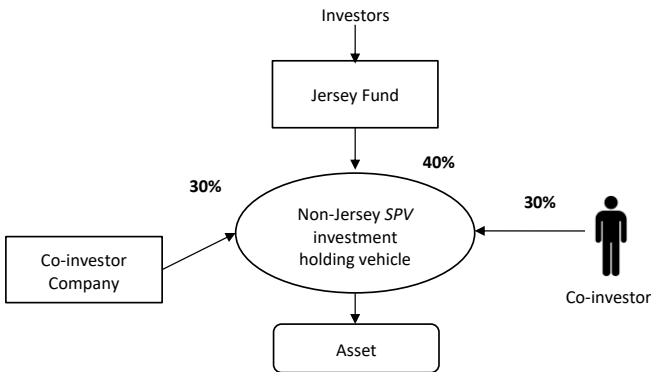 Investors
Jersey Fund
40%
30%
30%
Non-Jersey SPV
investment
holding vehicle
Co-investor
Company
Co-investor
Asset